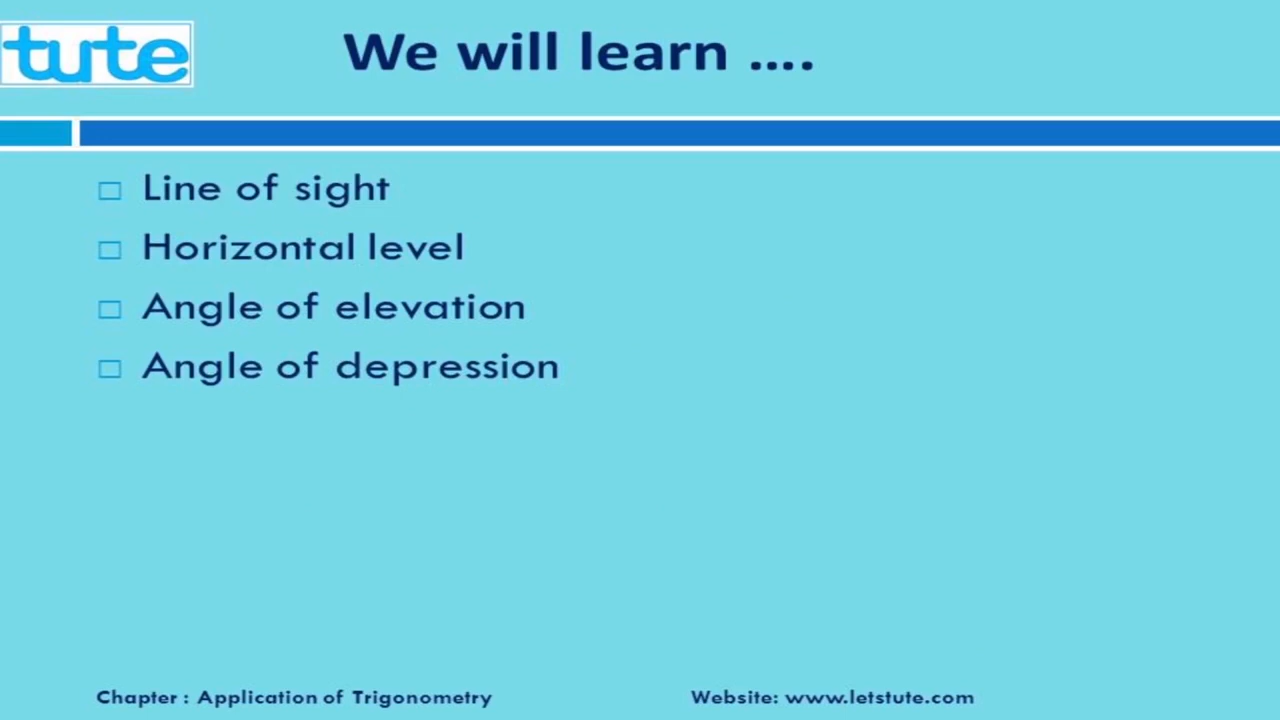 tute
We will learn ....
Line of sight
Horizontal level
Angle of elevation
Angle of depression
Chapter : Application of Trigonometry
Website: www.letstute.com